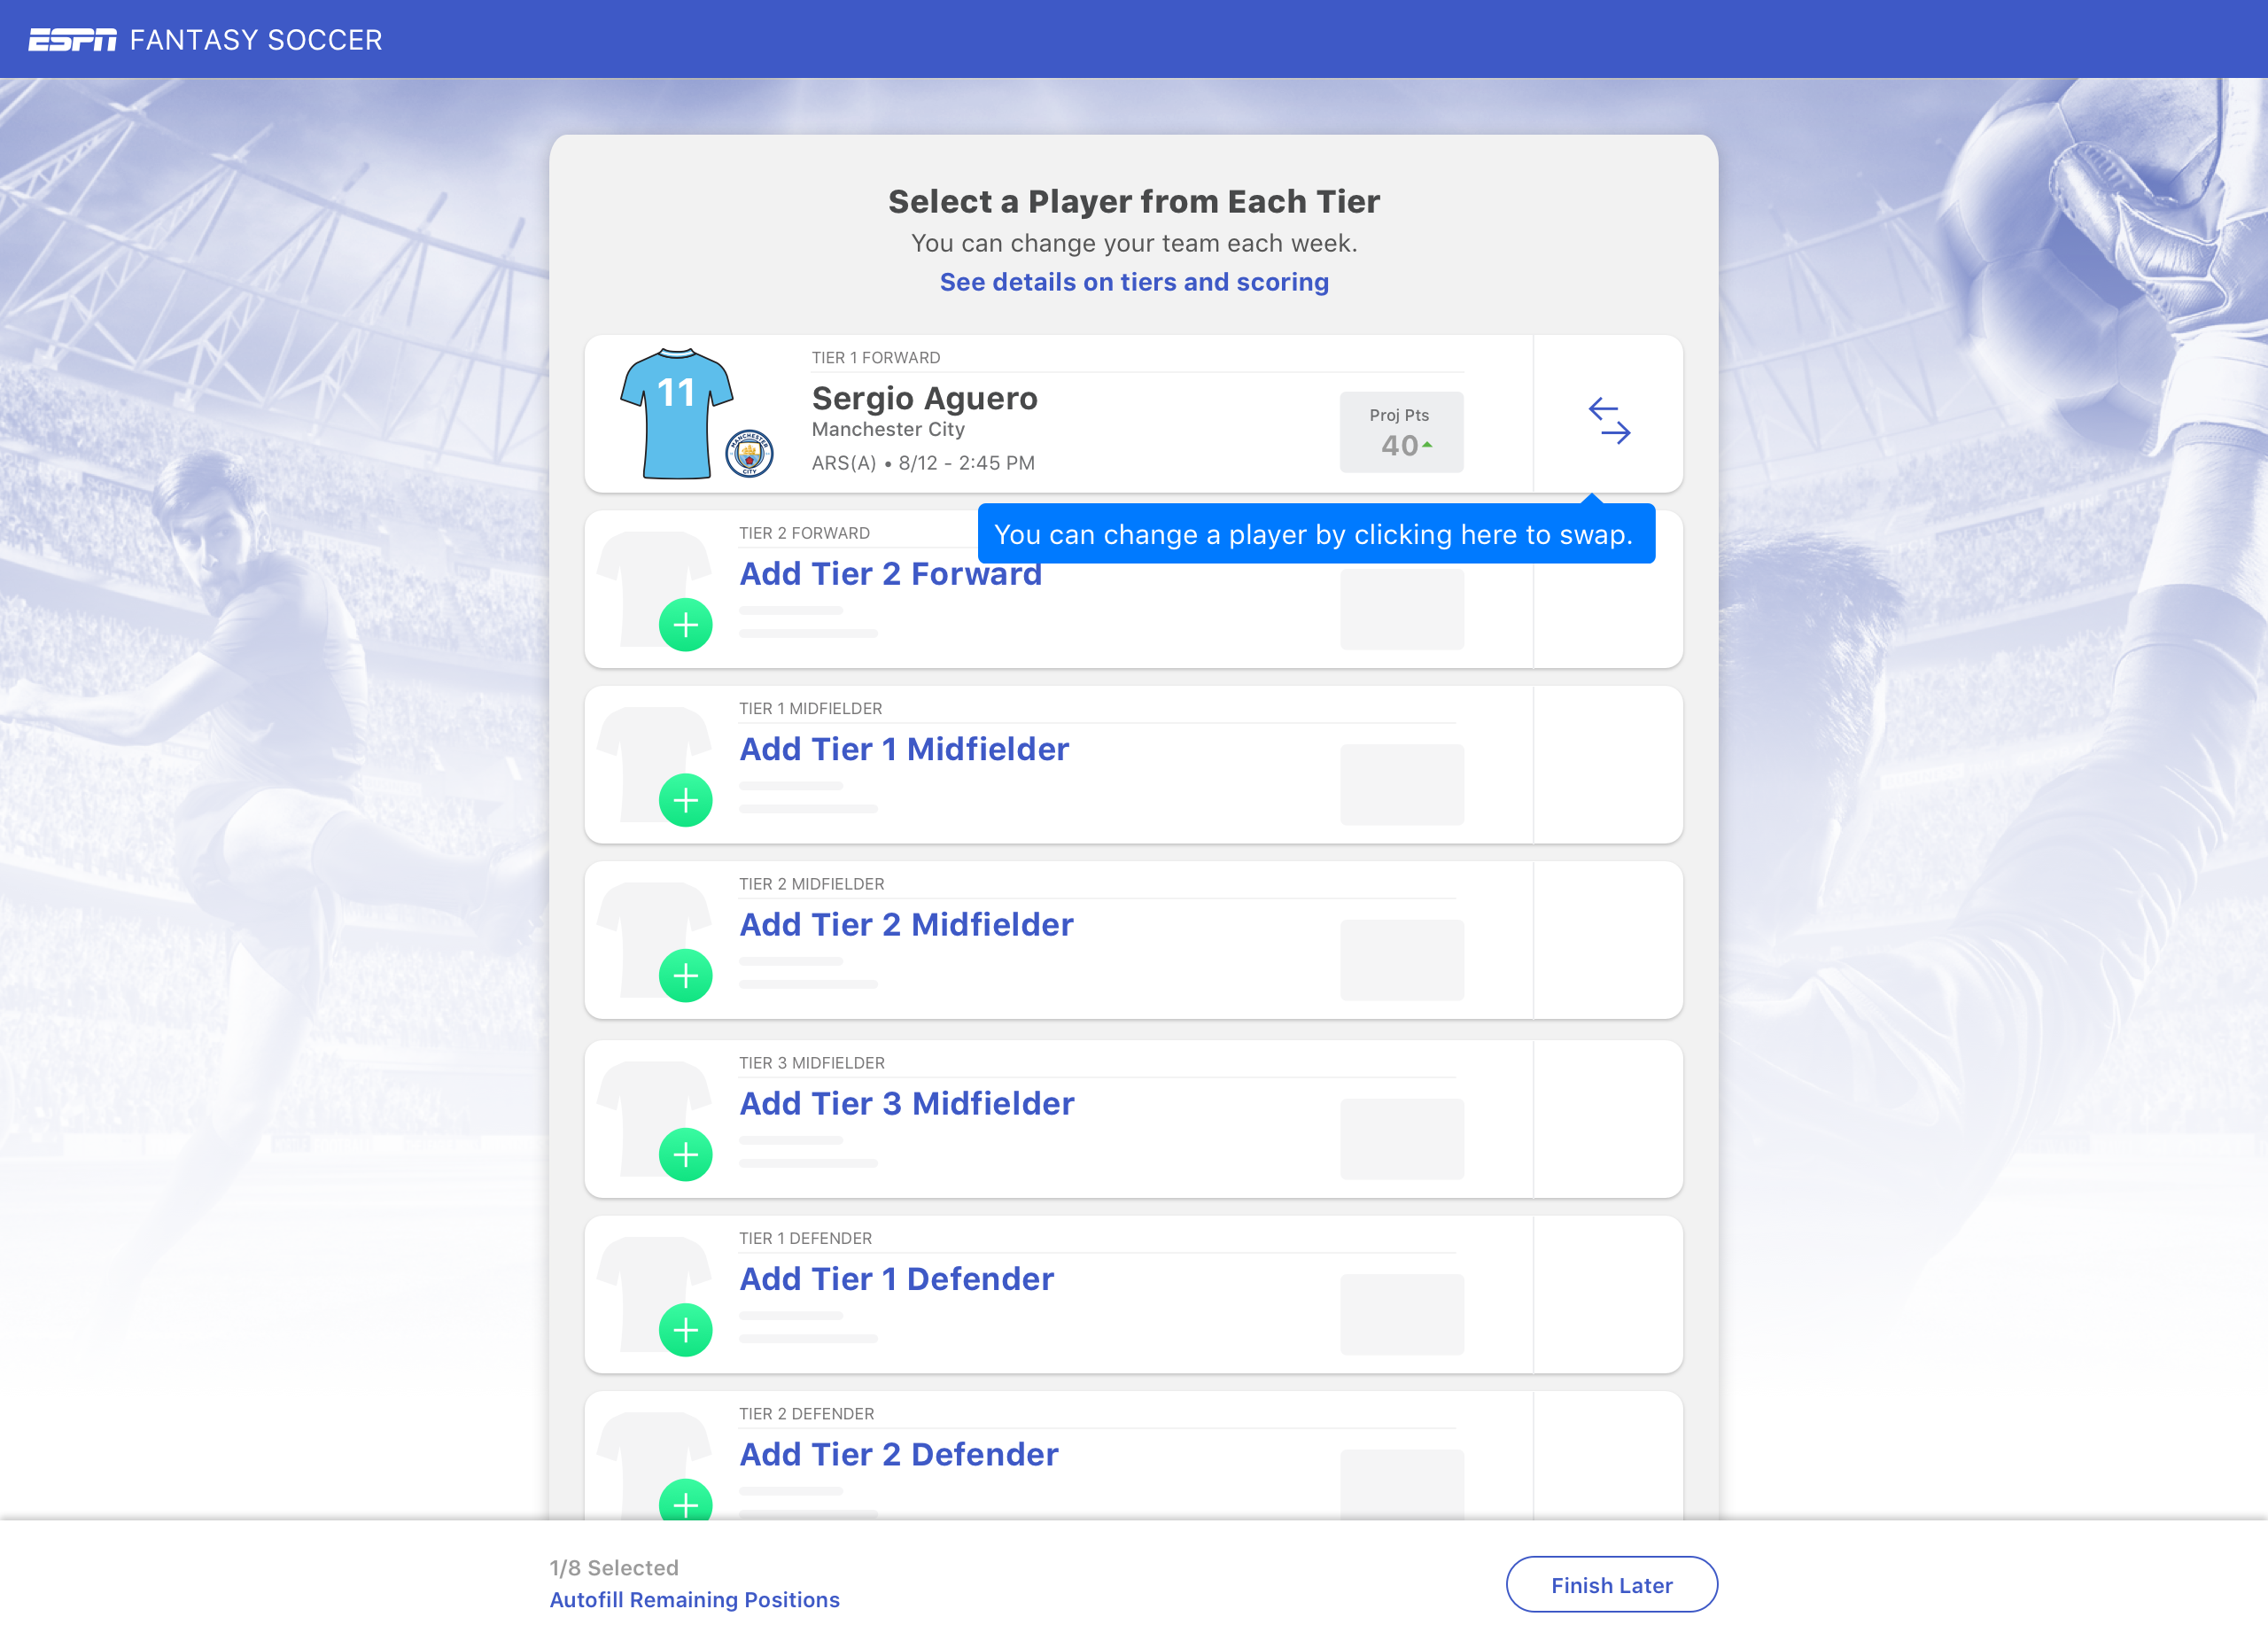 ESPN FANTASY SOCCER
Select a Player from Each Tier
You can change your team each week.
See details on tiers and scoring
11
MANCHESTER
CITY
TIER 1 FORWARD
Sergio Aguero
Manchester City
ARS(A) • 8/12 - 2:45 PM
Proj Pts
40
You can change a player by clicking here to swap.
TIER 2 FORWARD
Add Tier 2 Forward
TIER 1 MIDFIELDER
Add Tier 1 Midfielder
TIER 2 MIDFIELDER
Add Tier 2 Midfielder
TIER 3 MIDFIELDER
Add Tier 3 Midfielder
TIER 1 DEFENDER
Add Tier 1 Defender
TIER 2 DEFENDER
Add Tier 2 Defender
1/8 Selected
Autofill Remaining Positions
Finish Later